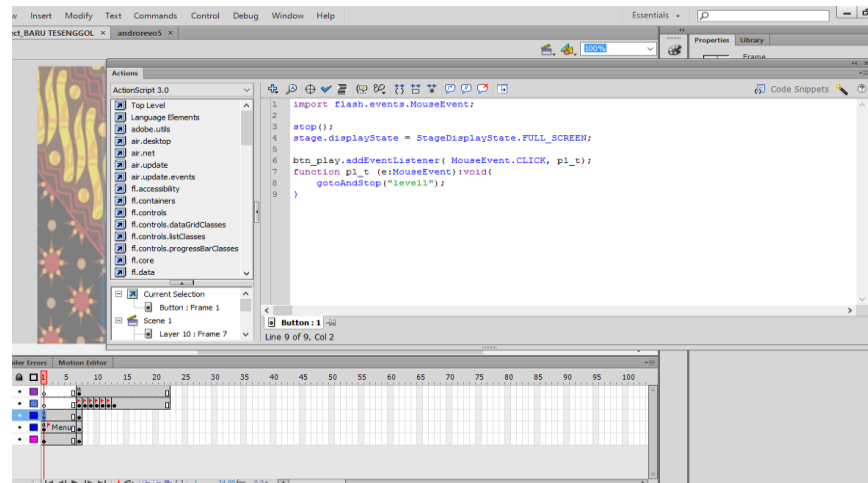 w Insert Modify Text Commands Control Debug Window Help Essentials
ect_BARU TESENGGOL × androrevo5 ×
100%
Properties Library
Frame
Actions
ActionScript 3.0
Code Snippets
Top Level
Language Elements
adobe.utils
air.desktop
air.net
air.update
air.update.events
fl.accessibility
fl.containers
fl.controls
fl.controls.dataGridClasses
fl.controls.listClasses
fl.controls.progressBarClasses
fl.core
fl.data
Current Selection
Button : Frame 1
Scene 1
Layer 10 : Frame 7
1 import flash.events.MouseEvent;
2
3 stop();
4 stage.displayState = StageDisplayState.FULL_SCREEN;
5
6 btn_play.addEventListener( MouseEvent.CLICK, pl_t);
7 function pl_t (e:MouseEvent):void{
8 gotoAndStop("level1");
9 }
Button : 1
Line 9 of 9, Col 2
piler Errors Motion Editor
1 5 10 15 20 25 30 35 40 45 50 55 60 65 70 75 80 85 90 95 100
Menu